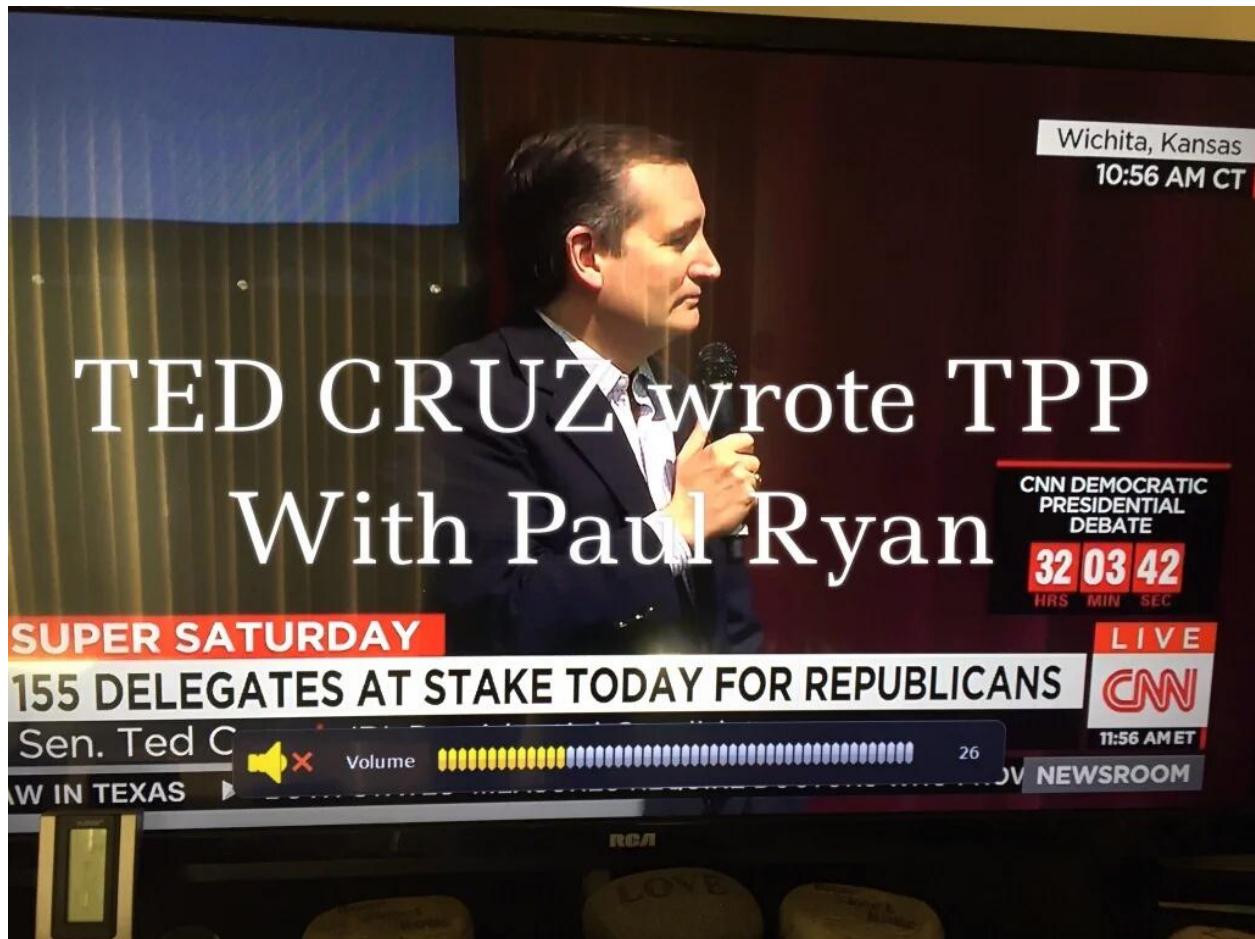 Wichita, Kansas
10:56 AM CT
TED CRUZ wrote TPP
With Paul Ryan
CNN DEMOCRATIC
PRESIDENTIAL
DEBATE
32 03 42
HRS MIN SEC
SUPER SATURDAY
LIVE
155 DELEGATES AT STAKE TODAY FOR REPUBLICANS
CNN
Sen. Ted
11:56 AM ET
Volume 26
IN TEXAS
NEWSROOM
RCA
LOVE